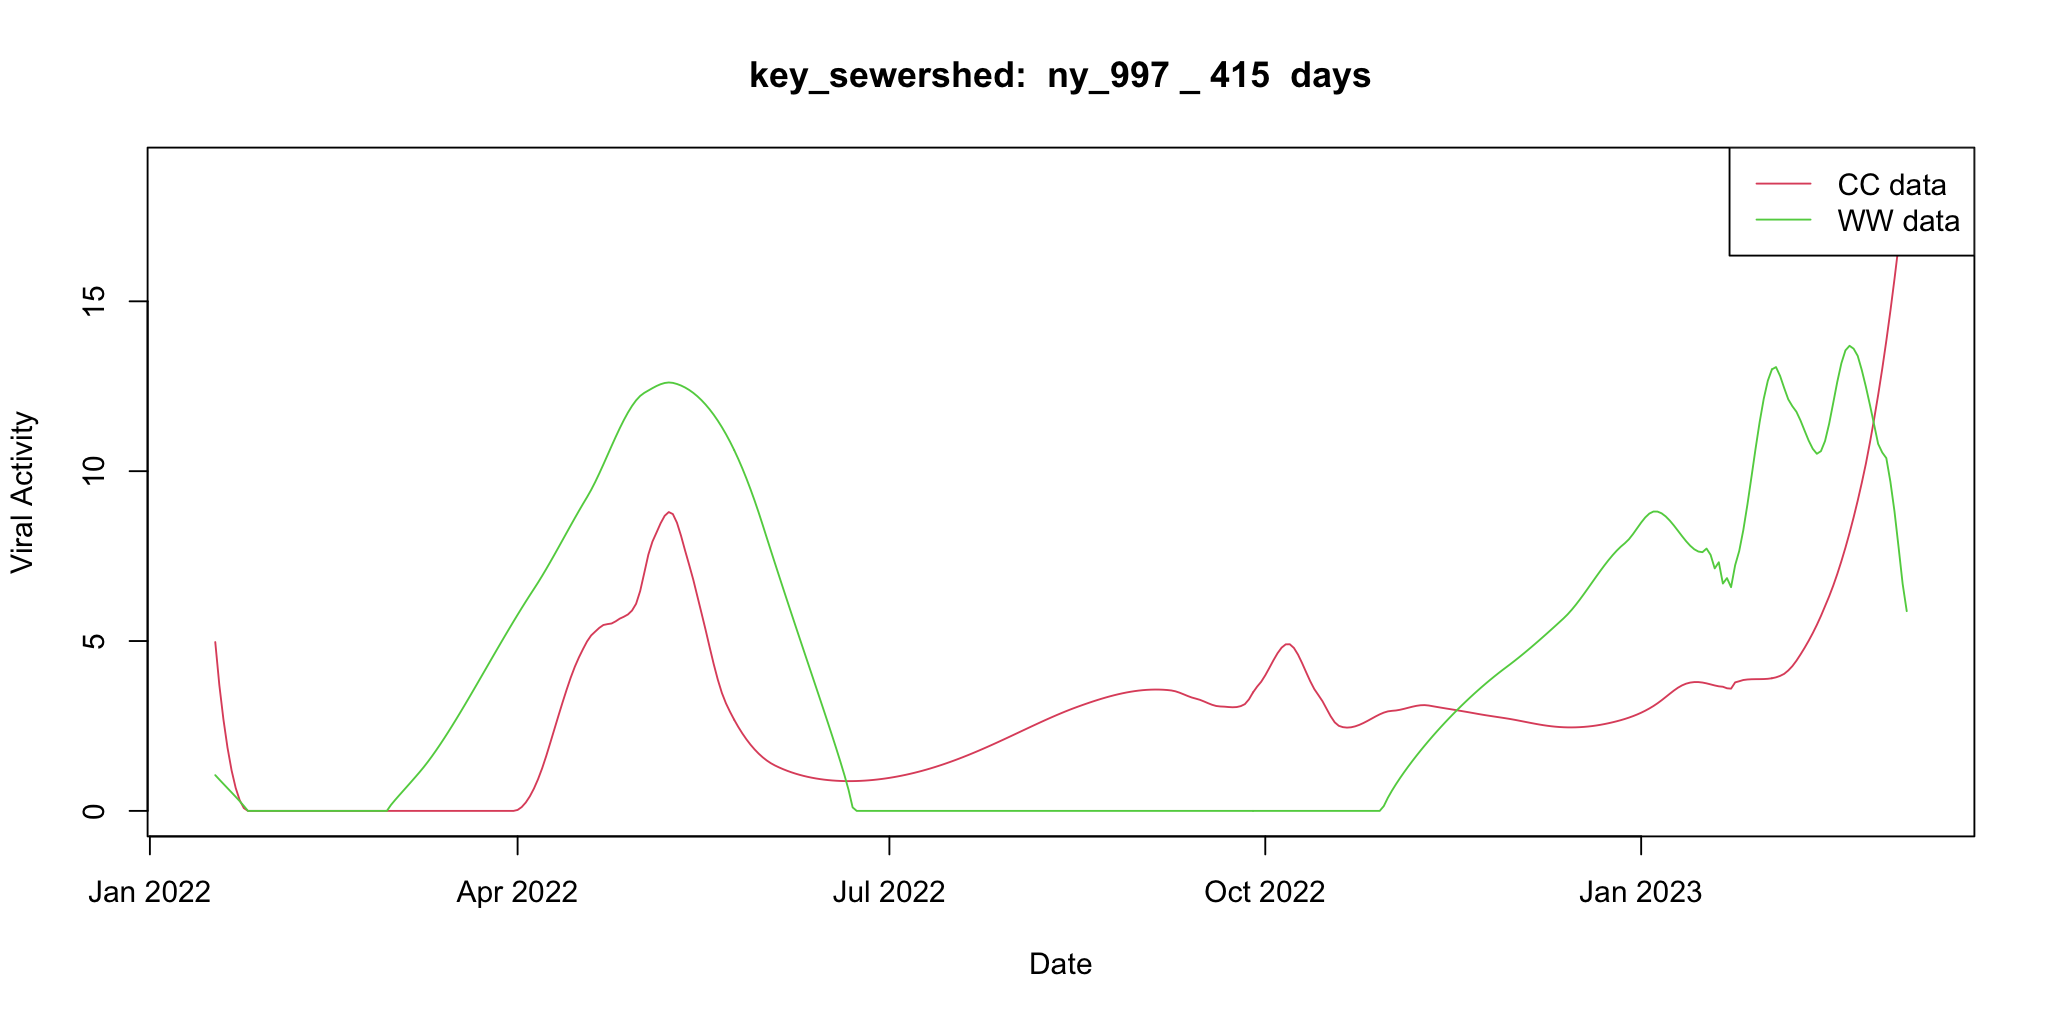 key_sewershed:  ny_997 _ 415  days
CC data
WW data
Viral Activity
15
10
5
0
Jan 2022
Apr 2022
Jul 2022
Oct 2022
Jan 2023
Date